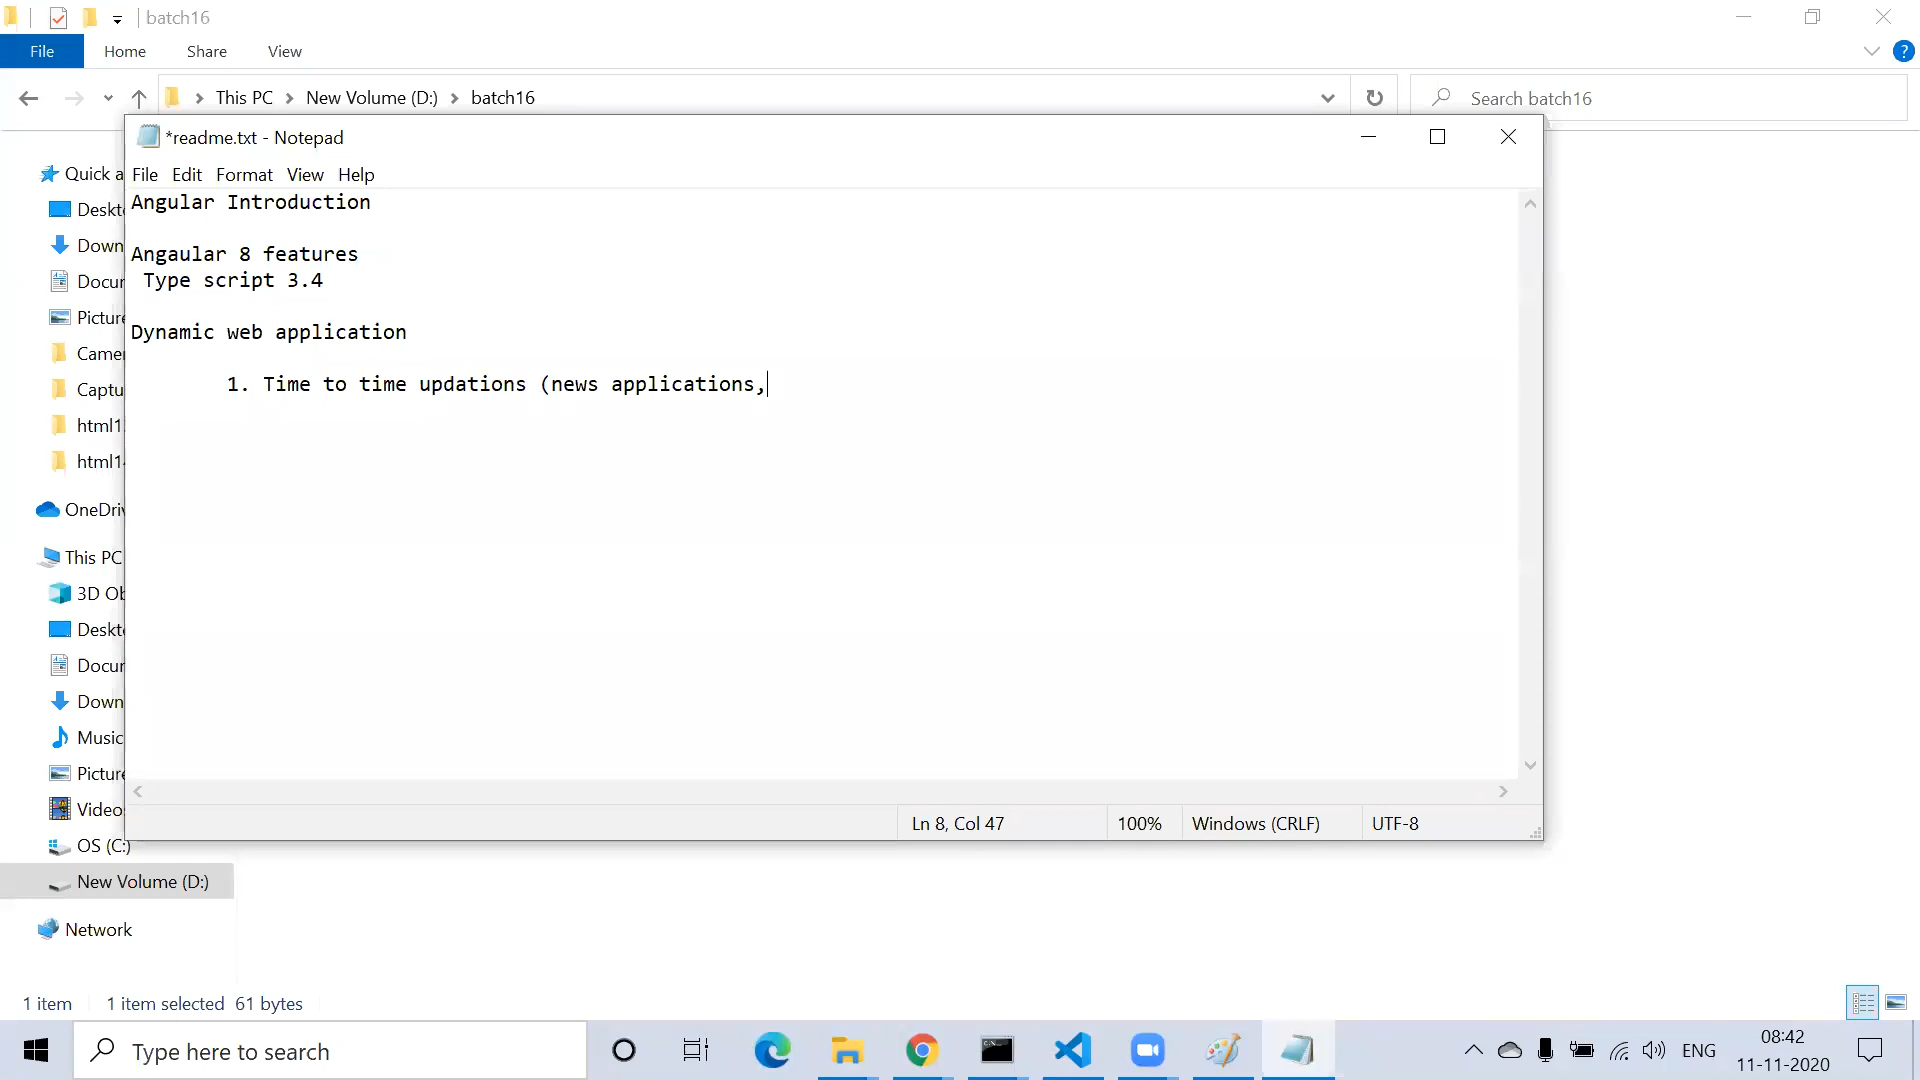 batch16
File Home Share View
This PC New Volume (D:) batch16
Search batch16
*readme.txt - Notepad
File Edit Format View Help
Angular Introduction
Angaular 8 features
Type script 3.4
Dynamic web application
1. Time to time updations (news applications,
Ln 8, Col 47 100% Windows (CRLF) UTF-8
Quick a
Deskt
Down
Docur
Picture
Camer
Captu
html1
html1
OneDriv
This PC
3D Ob
Deskt
Docur
Down
Music
Picture
Video
OS (C:)
New Volume (D:)
Network
1 item 1 item selected 61 bytes
Type here to search
ENG
08:42
11-11-2020